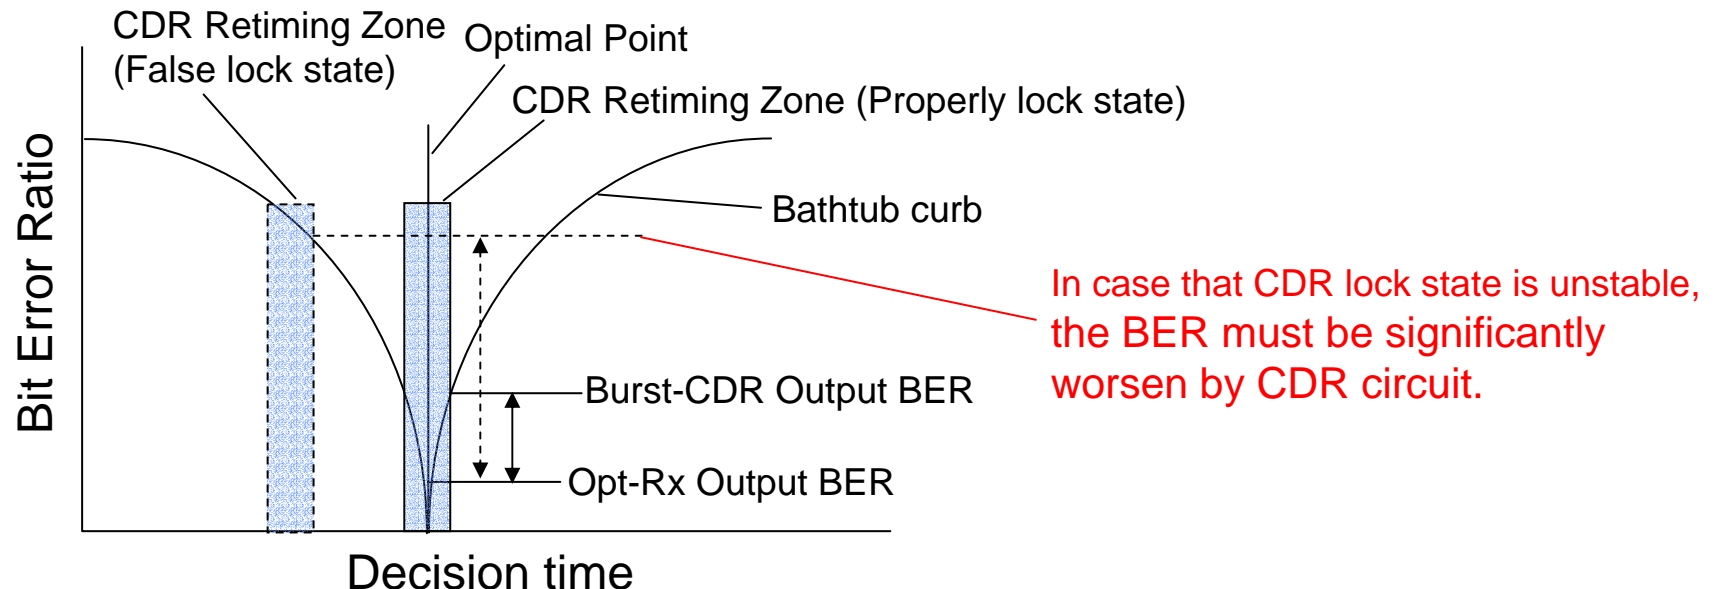 CDR Retiming Zone
(False lock state)
Optimal Point
CDR Retiming Zone (Properly lock state)
Bit Error Ratio
Bathtub curb
In case that CDR lock state is unstable,
the BER must be significantly
worsen by CDR circuit.
Burst-CDR Output BER
Opt-Rx Output BER
Decision time